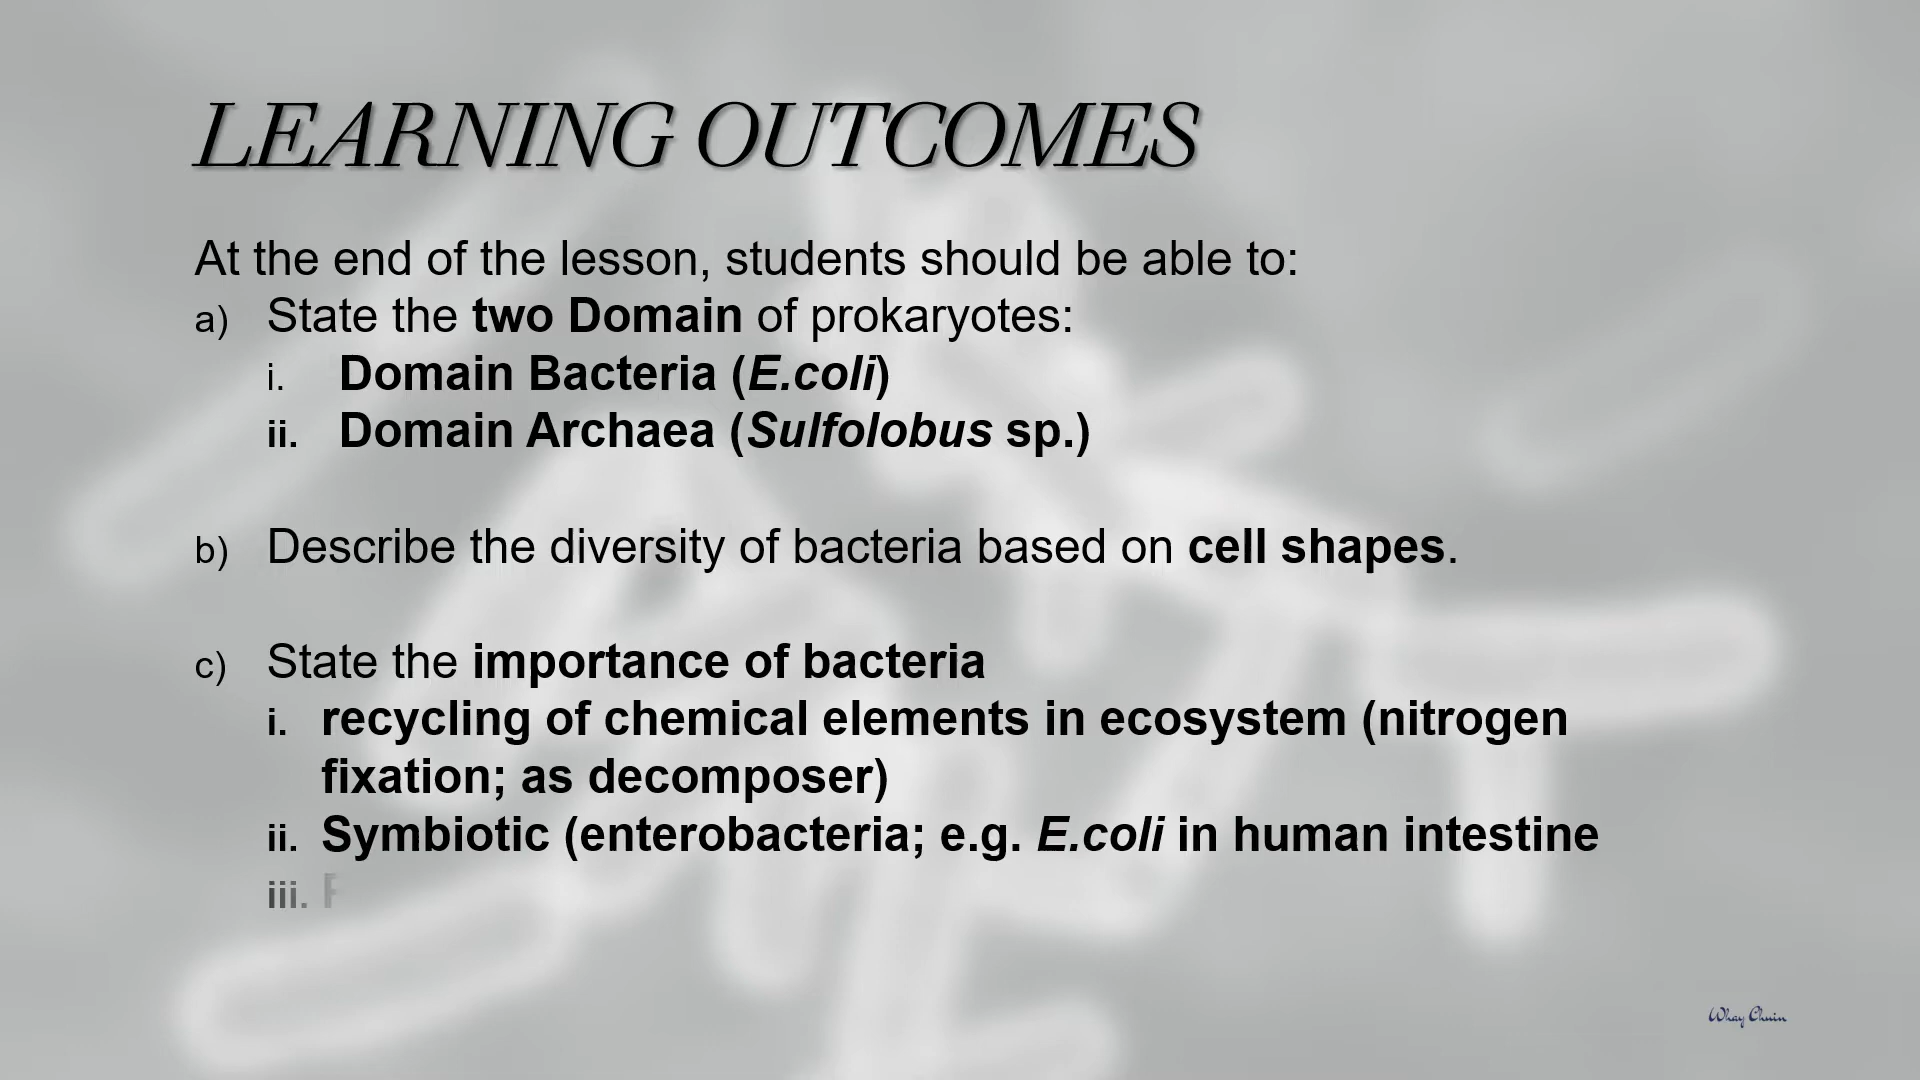 LEARNING OUTCOMES
At the end of the lesson, students should be able to:
a) State the two Domain of prokaryotes:
i. Domain Bacteria (E.coli)
ii. Domain Archaea (Sulfolobus sp.)
b) Describe the diversity of bacteria based on cell shapes.
c) State the importance of bacteria
i. recycling of chemical elements in ecosystem (nitrogen
fixation; as decomposer)
ii. Symbiotic (enterobacteria; e.g. E.coli in human intestine
iii.
Whay Chuin